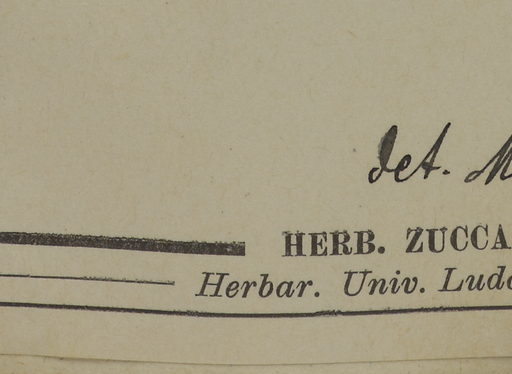 det. M
HERB. ZUCCA
Herbar. Univ. Ludo